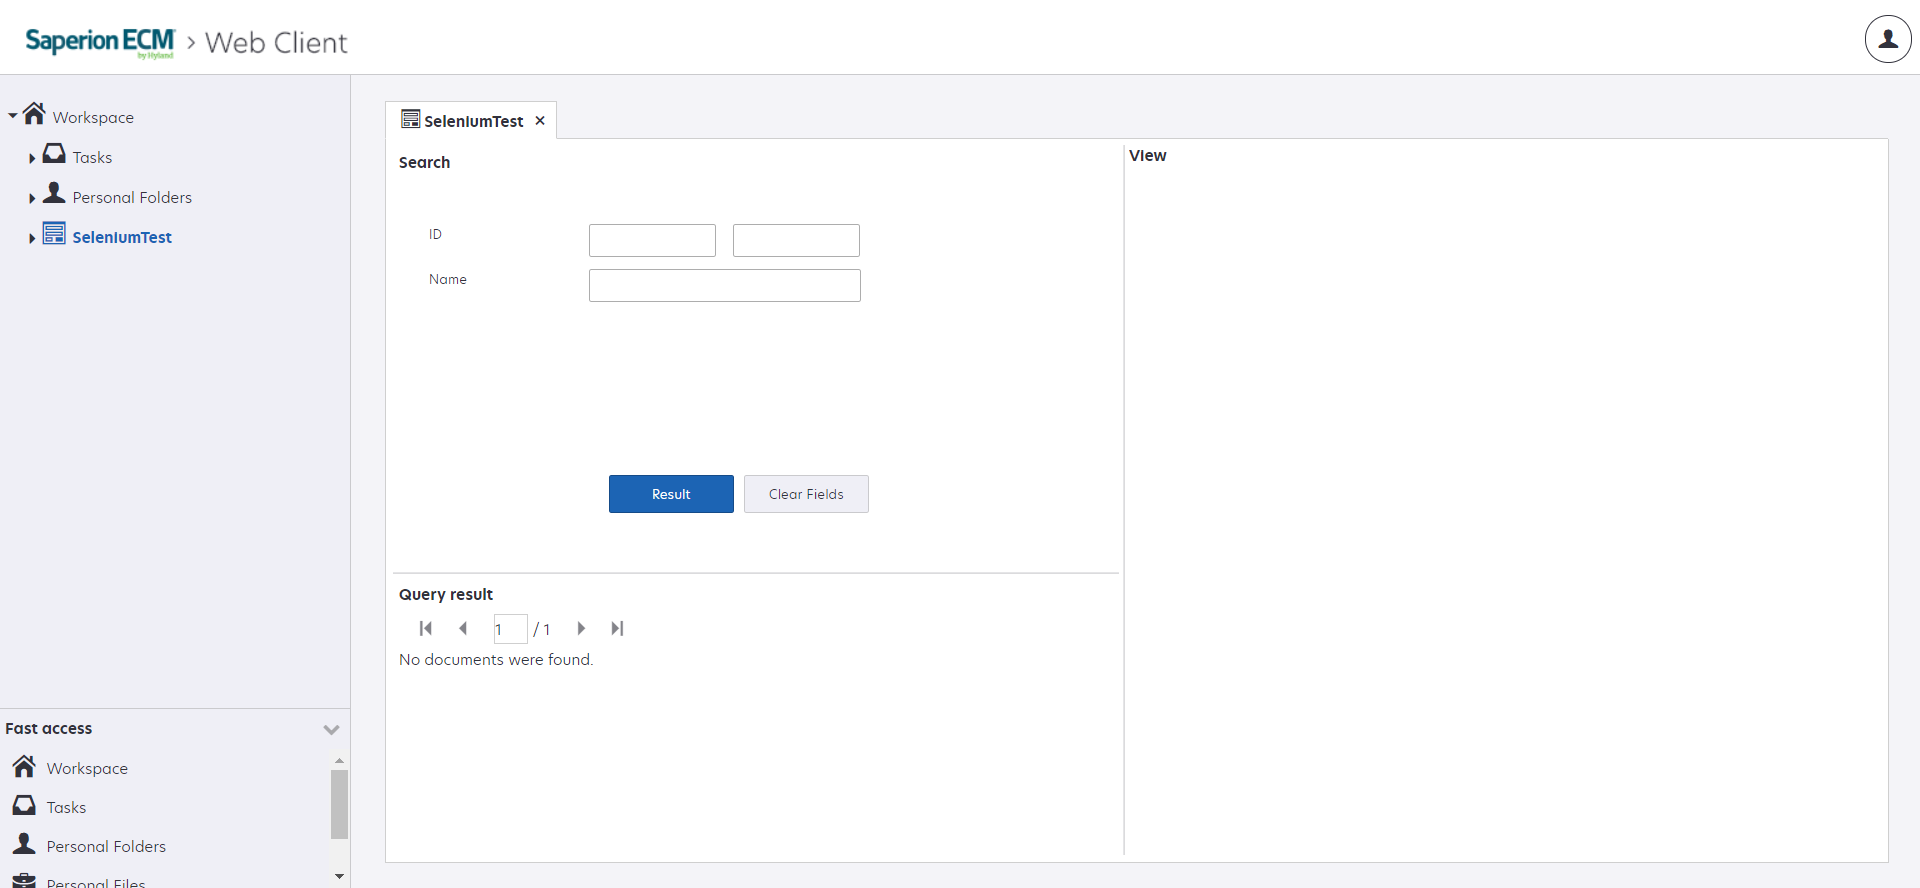 Saperion ECM
by Hyland
› Web Client
Workspace
Tasks
Personal Folders
SeleniumTest
SeleniumTest ×
Search
View
ID
Name
Result
Clear Fields
Query result
1 / 1
No documents were found.
Fast access
Workspace
Tasks
Personal Folders
Personal Files